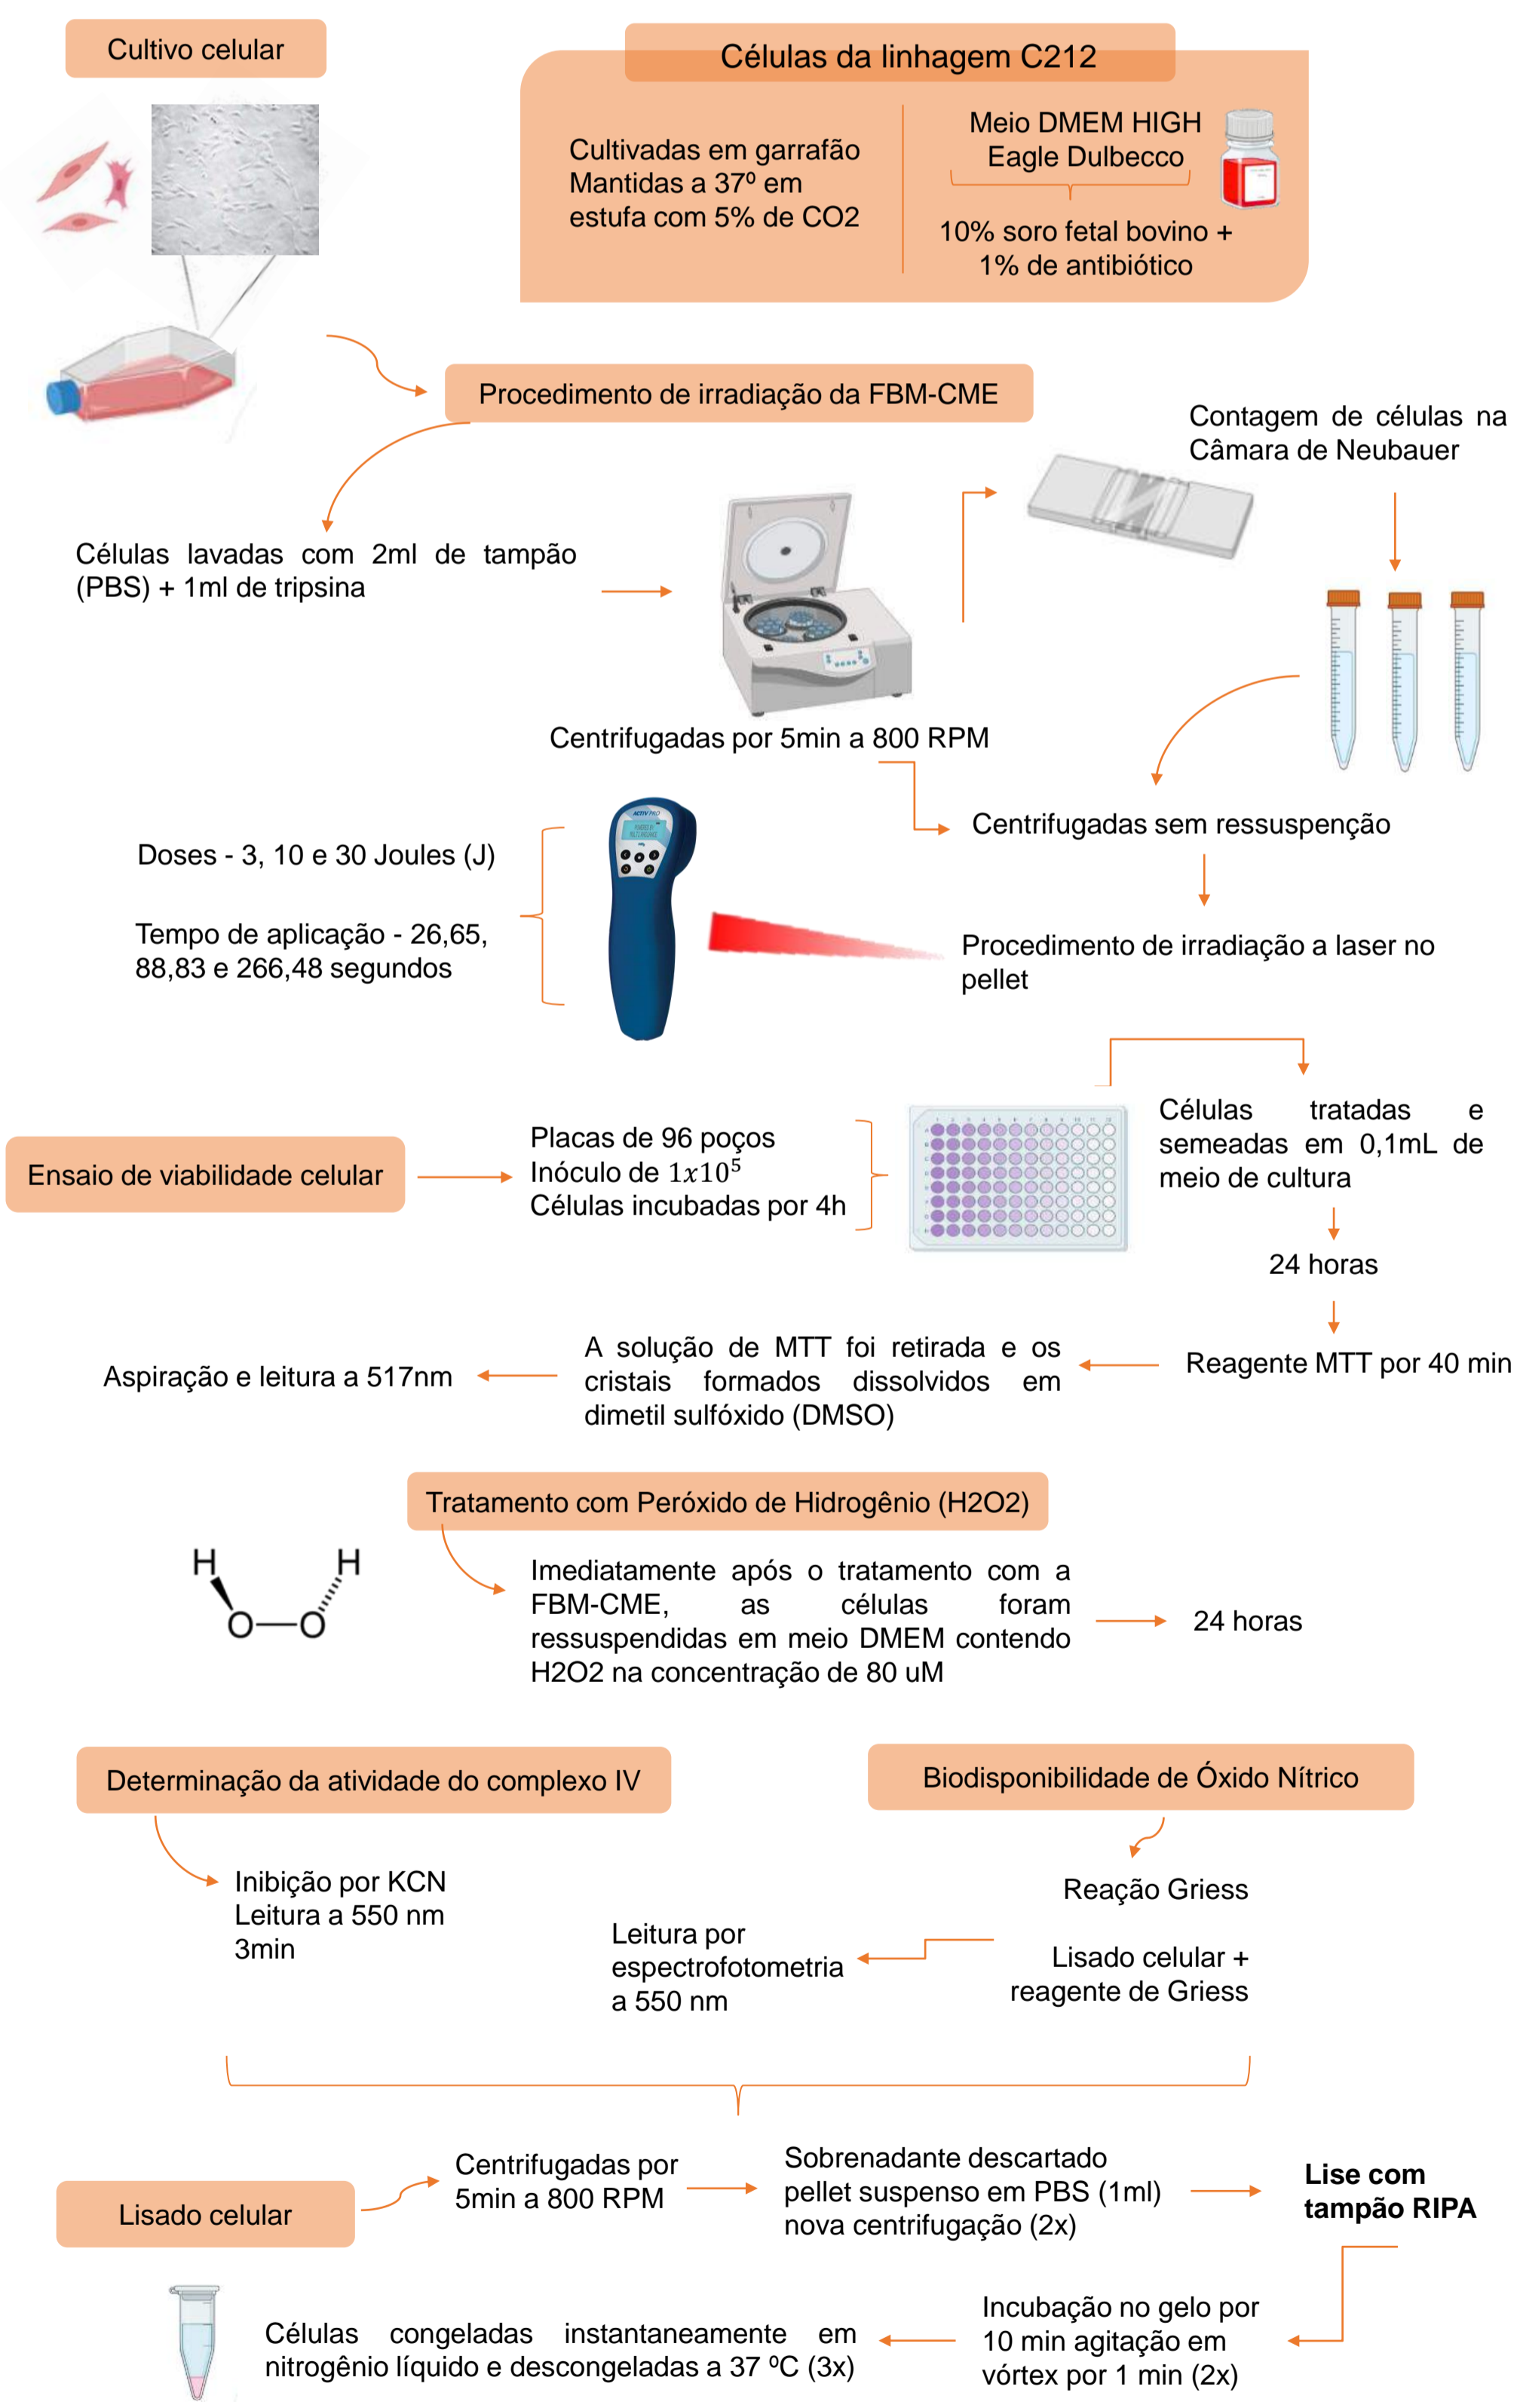 Cultivo celular
Células da linhagem C212
Cultivadas em garrafão
Mantidas a 37º em
estufa com 5% de CO2
Meio DMEM HIGH
Eagle Dulbecco
10% soro fetal bovino +
1% de antibiótico
Procedimento de irradiação da FBM-CME
Contagem de células na
Câmara de Neubauer
Células lavadas com 2ml de tampão
(PBS) + 1ml de tripsina
Centrifugadas por 5min a 800 RPM
Centrifugadas sem ressuspenção
Doses - 3, 10 e 30 Joules (J)
Tempo de aplicação - 26,65,
88,83 e 266,48 segundos
ACTIV PRO
Procedimento de irradiação a laser no
pellet
Ensaio de viabilidade celular
Placas de 96 poços
Inóculo de 1x10⁵
Células incubadas por 4h
Células tratadas e
semeadas em 0,1mL de
meio de cultura
24 horas
Reagente MTT por 40 min
A solução de MTT foi retirada e os
cristais formados dissolvidos em
dimetil sulfóxido (DMSO)
Aspiração e leitura a 517nm
Tratamento com Peróxido de Hidrogênio (H2O2)
H H
O O
Imediatamente após o tratamento com a
FBM-CME, as células foram
ressuspendidas em meio DMEM contendo
H2O2 na concentração de 80 uM
24 horas
Determinação da atividade do complexo IV
Inibição por KCN
Leitura a 550 nm
3min
Biodisponibilidade de Óxido Nítrico
Reação Griess
Lisado celular +
reagente de Griess
Leitura por
espectrofotometria
a 550 nm
Lisado celular
Centrifugadas por
5min a 800 RPM
Sobrenadante descartado
pellet suspenso em PBS (1ml)
nova centrifugação (2x)
Lise com
tampão RIPA
Incubação no gelo por
10 min agitação em
vórtex por 1 min (2x)
Células congeladas instantaneamente em
nitrogênio líquido e descongeladas a 37 ºC (3x)